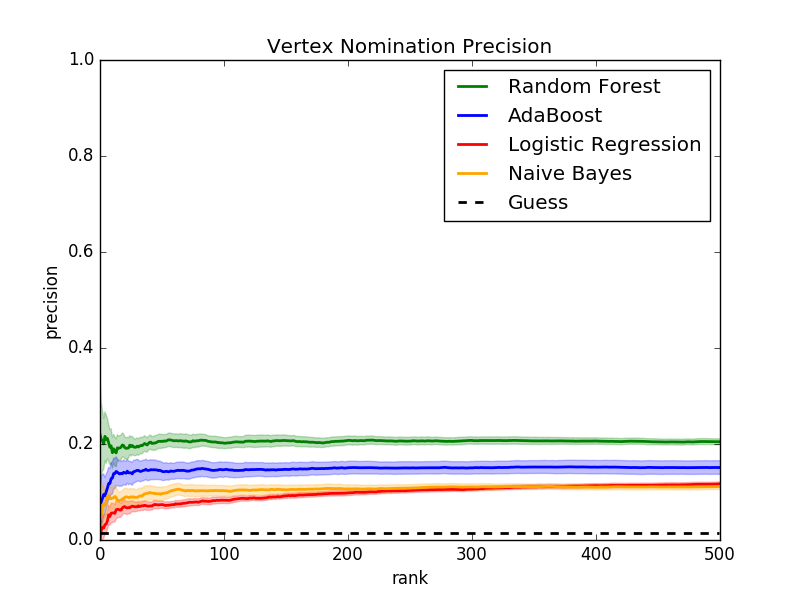 Vertex Nomination Precision
1.0
0.8
0.6
0.4
0.2
0.0
precision
Random Forest
AdaBoost
Logistic Regression
Naive Bayes
Guess
0 100 200 300 400 500
rank